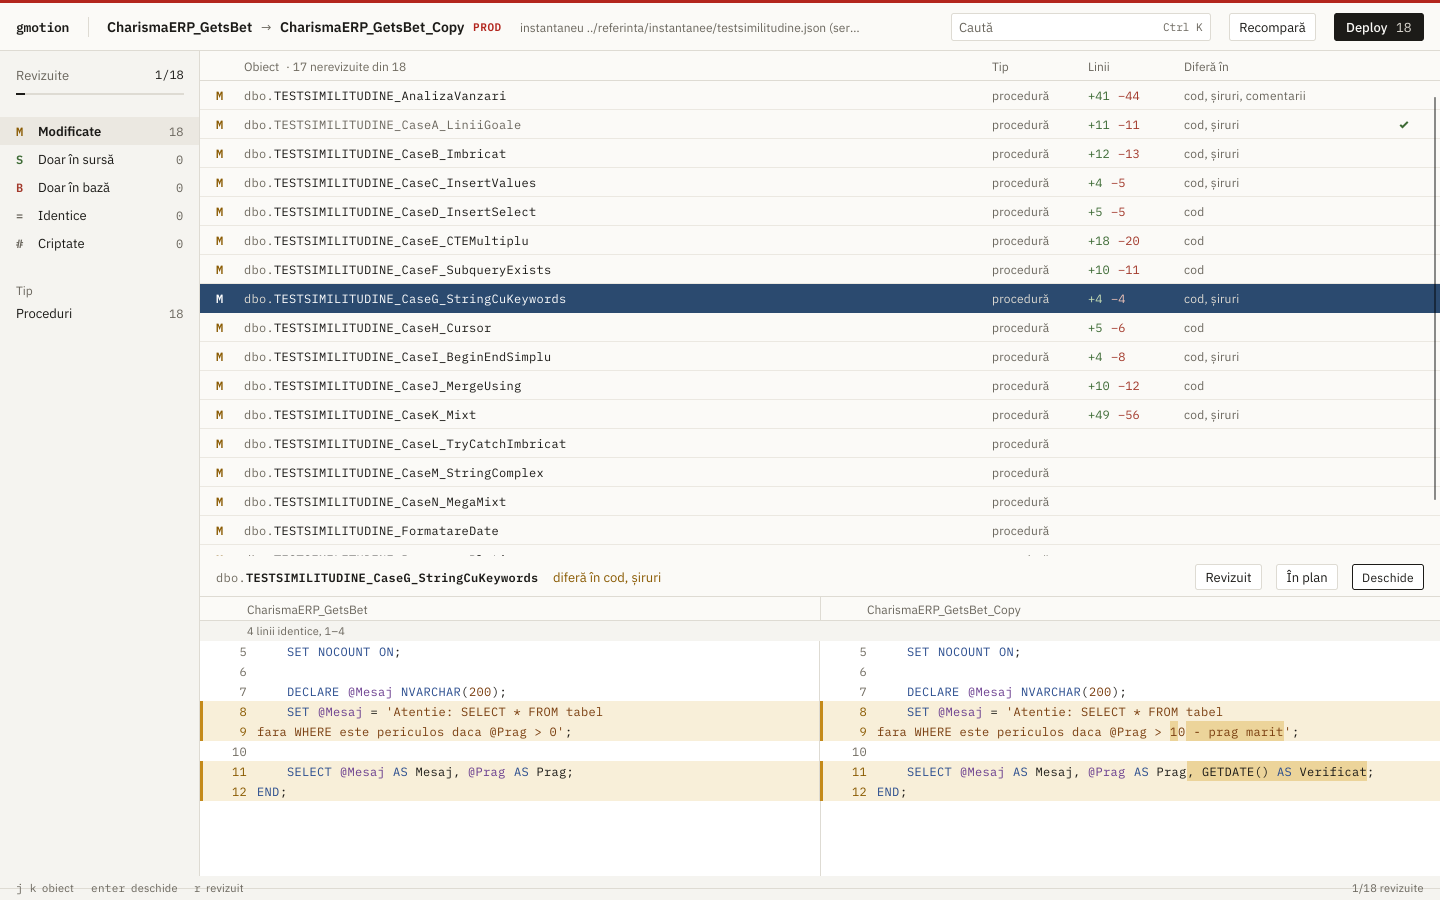 gmotion CharismaERP_GetsBet → CharismaERP_GetsBet_Copy PROD instantaneu ../referinta/instantanee/testsimilitudine.json (ser… Caută Ctrl K Recompară Deploy 18
Revizuite 1/18
M Modificate 18
S Doar în sursă 0
B Doar în bază 0
= Identice 0
# Criptate 0
Tip
Proceduri 18
Obiect · 17 nerevizuite din 18 Tip Linii Diferă în
M dbo.TESTSIMILITUDINE_AnalizaVanzari procedură +41 −44 cod, șiruri, comentarii
M dbo.TESTSIMILITUDINE_CaseA_LiniiGoale procedură +11 −11 cod, șiruri ✓
M dbo.TESTSIMILITUDINE_CaseB_Imbricat procedură +12 −13 cod, șiruri
M dbo.TESTSIMILITUDINE_CaseC_InsertValues procedură +4 −5 cod, șiruri
M dbo.TESTSIMILITUDINE_CaseD_InsertSelect procedură +5 −5 cod
M dbo.TESTSIMILITUDINE_CaseE_CTEMultiplu procedură +18 −20 cod
M dbo.TESTSIMILITUDINE_CaseF_SubqueryExists procedură +10 −11 cod
M dbo.TESTSIMILITUDINE_CaseG_StringCuKeywords procedură +4 −4 cod, șiruri
M dbo.TESTSIMILITUDINE_CaseH_Cursor procedură +5 −6 cod
M dbo.TESTSIMILITUDINE_CaseI_BeginEndSimplu procedură +4 −8 cod, șiruri
M dbo.TESTSIMILITUDINE_CaseJ_MergeUsing procedură +10 −12 cod
M dbo.TESTSIMILITUDINE_CaseK_Mixt procedură +49 −56 cod, șiruri
M dbo.TESTSIMILITUDINE_CaseL_TryCatchImbricat procedură
M dbo.TESTSIMILITUDINE_CaseM_StringComplex procedură
M dbo.TESTSIMILITUDINE_CaseN_MegaMixt procedură
M dbo.TESTSIMILITUDINE_FormatareDate procedură
dbo.TESTSIMILITUDINE_CaseG_StringCuKeywords diferă în cod, șiruri Revizuit În plan Deschide
CharismaERP_GetsBet CharismaERP_GetsBet_Copy
4 linii identice, 1–4
5 SET NOCOUNT ON; 5 SET NOCOUNT ON;
6 6
7 DECLARE @Mesaj NVARCHAR(200); 7 DECLARE @Mesaj NVARCHAR(200);
8 SET @Mesaj = 'Atentie: SELECT * FROM tabel 8 SET @Mesaj = 'Atentie: SELECT * FROM tabel
9 fara WHERE este periculos daca @Prag > 0'; 9 fara WHERE este periculos daca @Prag > 10 - prag marit';
10 10
11 SELECT @Mesaj AS Mesaj, @Prag AS Prag; 11 SELECT @Mesaj AS Mesaj, @Prag AS Prag, GETDATE() AS Verificat;
12 END; 12 END;
j k obiect enter deschide r revizuit 1/18 revizuite